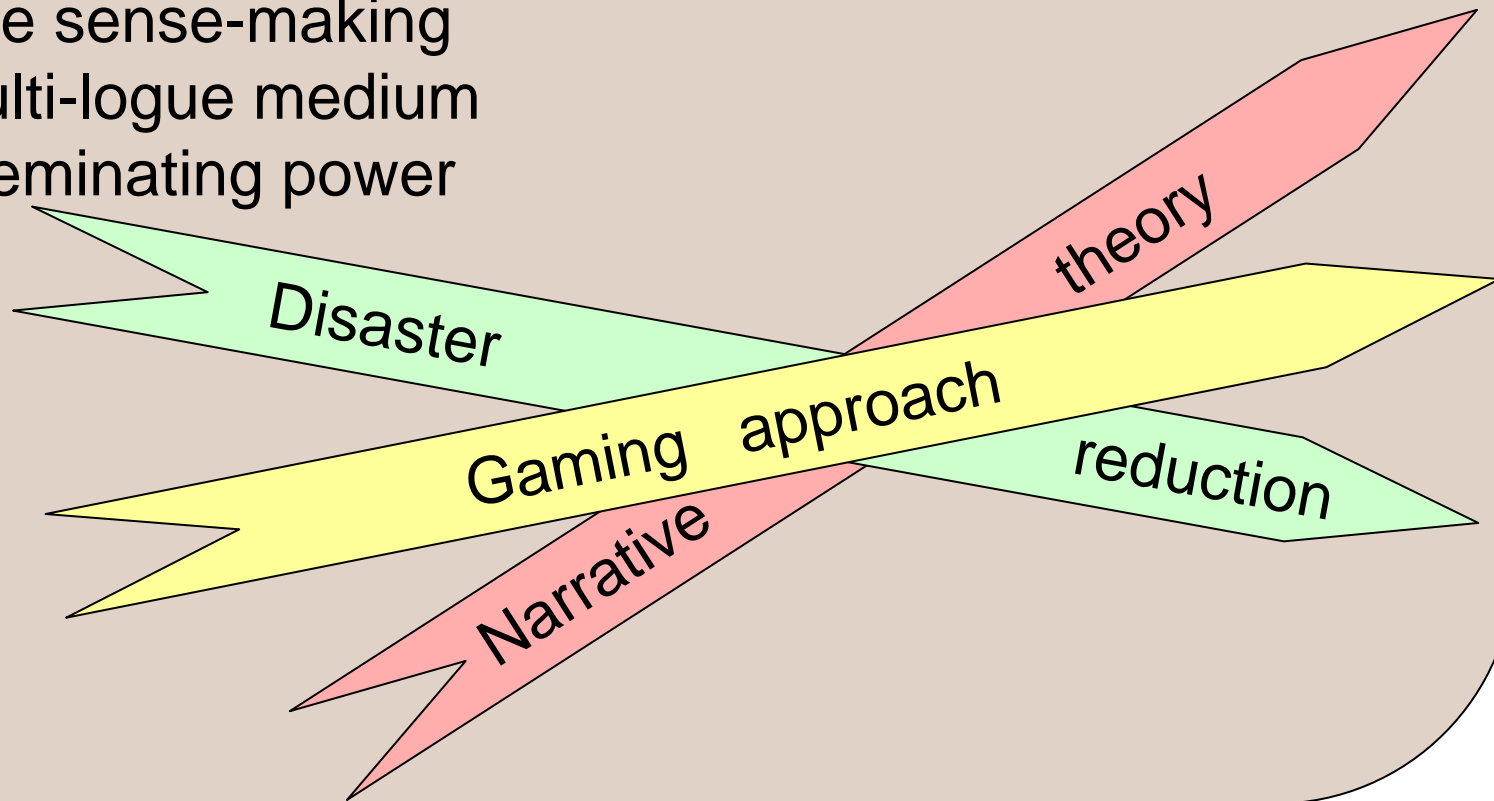 e sense-making
ulti-logue medium
eminating power
Disaster reduction
Gaming approach
Narrative theory